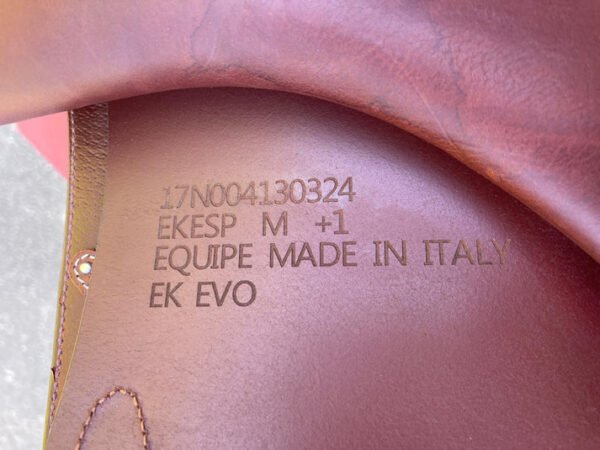 17N004130324
EKESP M +1
EQUIPE MADE IN ITALY
EK EVO